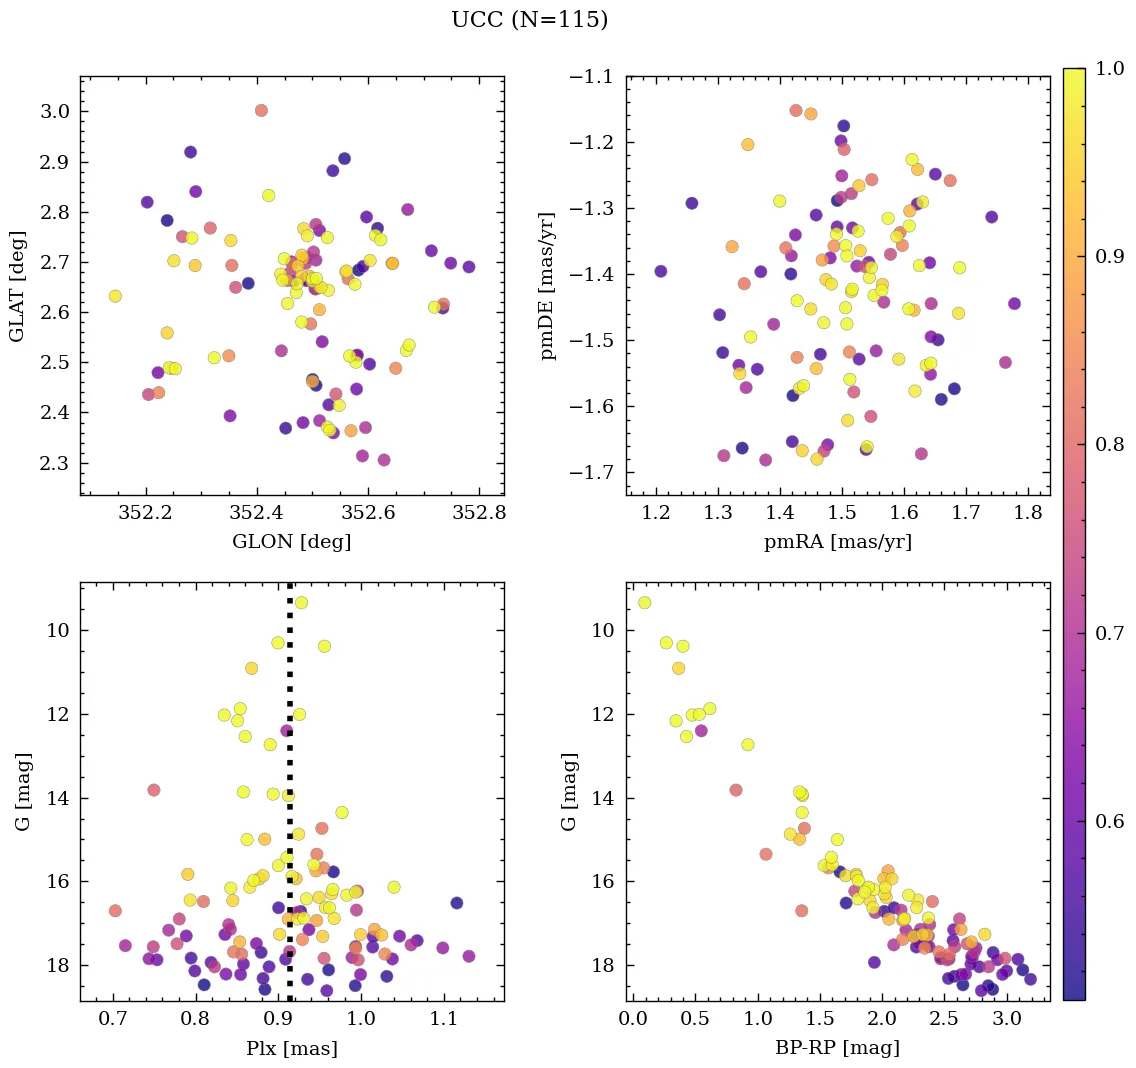 UCC (N=115)
3.0
2.9
2.8
2.7
2.6
2.5
2.4
2.3
GLAT [deg]
352.2 352.4 352.6 352.8
GLON [deg]
−1.1
−1.2
−1.3
−1.4
−1.5
−1.6
−1.7
pmDE [mas/yr]
1.2 1.3 1.4 1.5 1.6 1.7 1.8
pmRA [mas/yr]
1.0
0.9
0.8
0.7
0.6
10
12
14
16
18
G [mag]
0.7 0.8 0.9 1.0 1.1
Plx [mas]
10
12
14
16
18
G [mag]
0.0 0.5 1.0 1.5 2.0 2.5 3.0
BP-RP [mag]